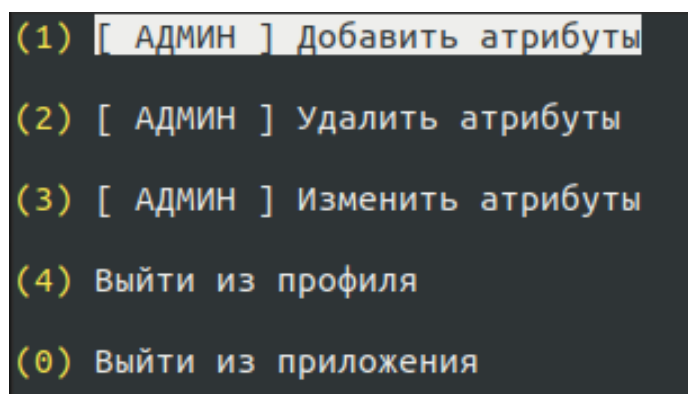 (1) [ АДМИН ] Добавить атрибуты
(2) [ АДМИН ] Удалить атрибуты
(3) [ АДМИН ] Изменить атрибуты
(4) Выйти из профиля
(0) Выйти из приложения